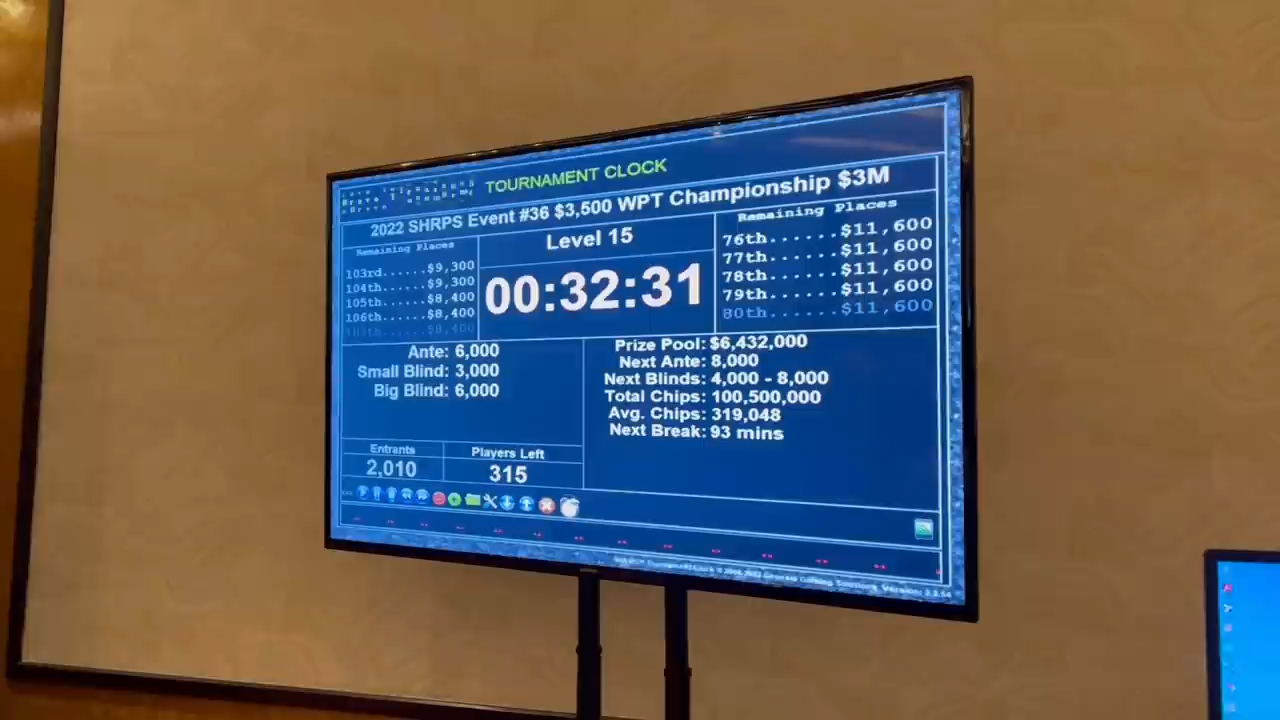 TOURNAMENT CLOCK
2022 SHRPS Event #36 $3,500 WPT Championship $3M
Remaining Places
103rd......$9,300
104th......$9,300
105th......$8,400
106th......$8,400
Level 15
00:32:31
Remaining Places
76th......$11,600
77th......$11,600
78th......$11,600
79th......$11,600
80th......$11,600
Ante: 6,000
Small Blind: 3,000
Big Blind: 6,000
Prize Pool: $6,432,000
Next Ante: 8,000
Next Blinds: 4,000 - 8,000
Total Chips: 100,500,000
Avg. Chips: 319,048
Next Break: 93 mins
Entrants
2,010
Players Left
315